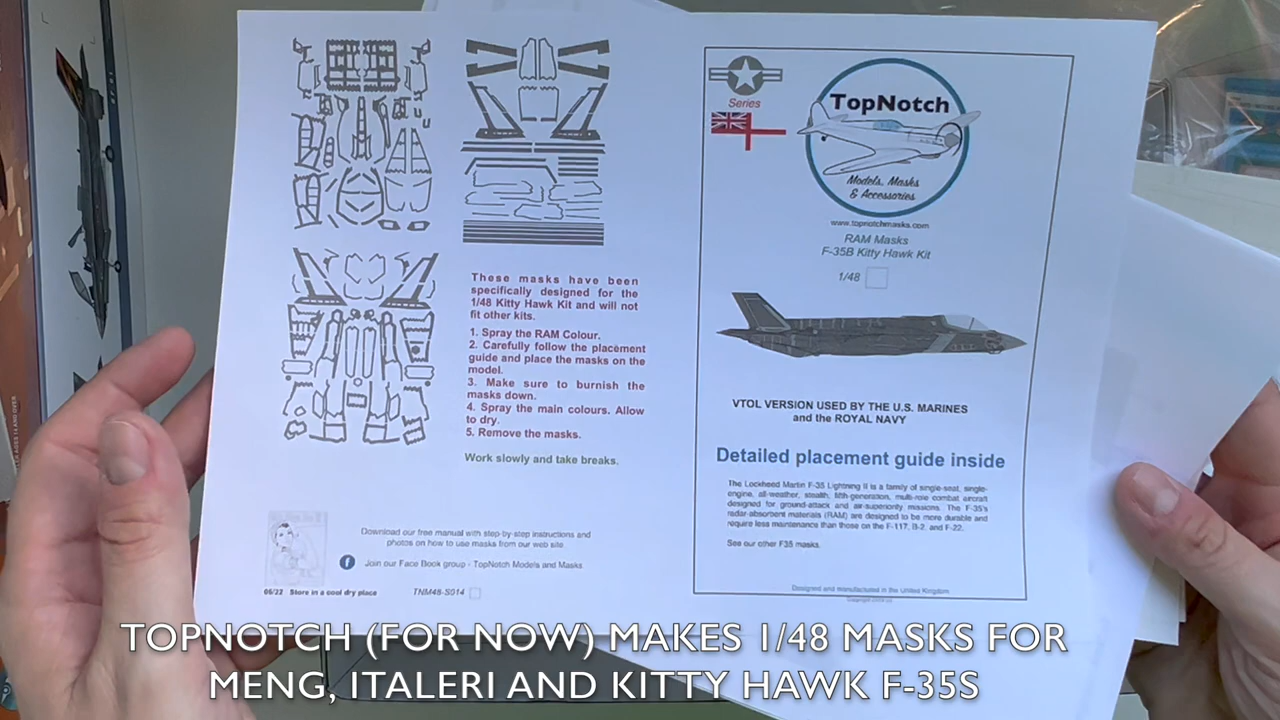 These masks have been
specifically designed for the
1/48 Kitty Hawk Kit and will not
fit other kits.
1. Spray the RAM Colour.
2. Carefully follow the placement
guide and place the masks on the
model.
3. Make sure to burnish the
masks down.
4. Spray the main colours. Allow
to dry.
5. Remove the masks.
Work slowly and take breaks.
Download our free manual with step-by-step instructions and
photos on how to use masks from our web site
f Join our Face Book group - TopNotch Models and Masks
06/22 Store in a cool dry place TNM48-S014
Series
TopNotch
Models, Masks
& Accessories
www.topnotchmasks.com
RAM Masks
F-35B Kitty Hawk Kit
1/48
VTOL VERSION USED BY THE U.S. MARINES
and the ROYAL NAVY
Detailed placement guide inside
The Lockheed Martin F-35 Lightning II is a family of single-seat, single-
engine, all-weather, stealth, fifth-generation, multi-role combat aircraft
designed for ground-attack and air-superiority missions. The F-35's
radar-absorbent materials (RAM) are designed to be more durable and
require less maintenance than those on the F-117, B-2, and F-22.
See our other F35 masks.
Designed and manufactured in the United Kingdom
TOPNOTCH (FOR NOW) MAKES 1/48 MASKS FOR
MENG, ITALERI AND KITTY HAWK F-35S